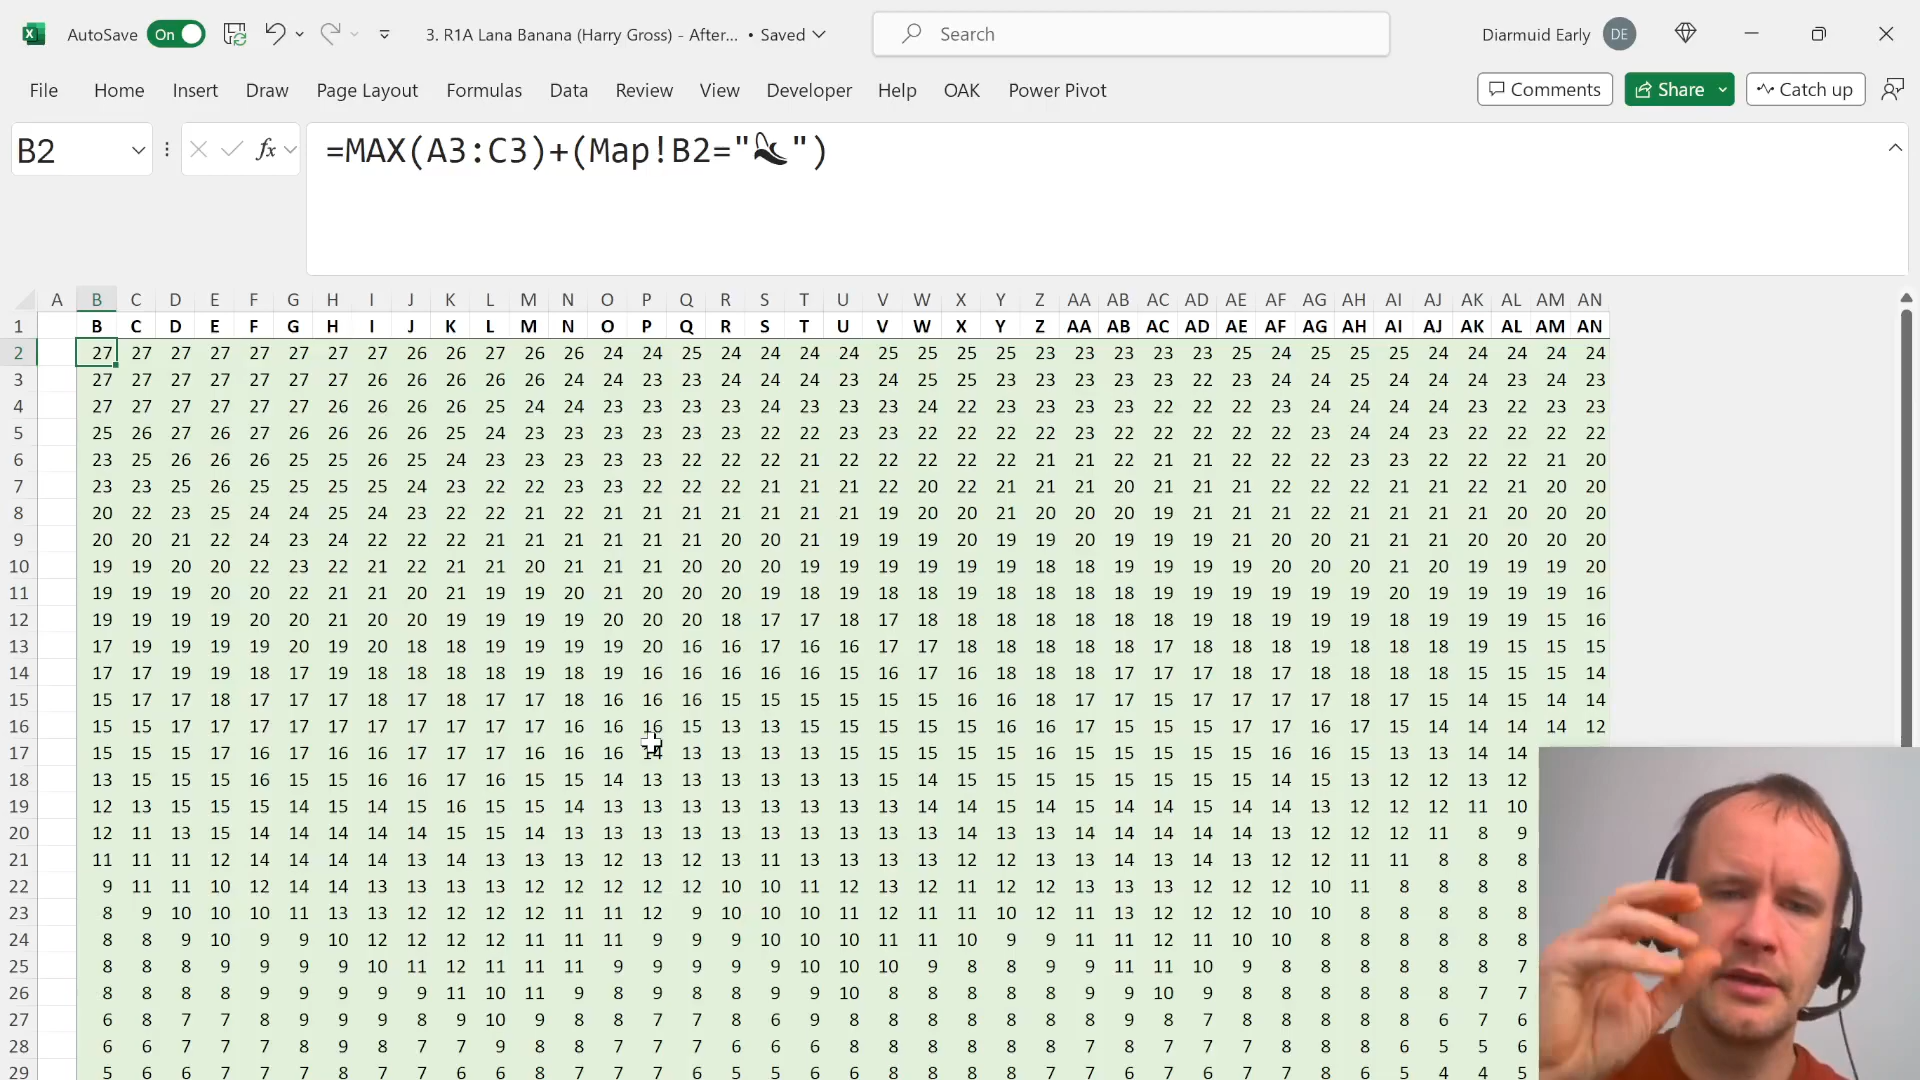 AutoSave On 3. R1A Lana Banana (Harry Gross) - After... • Saved Search Diarmuid Early DE
File Home Insert Draw Page Layout Formulas Data Review View Developer Help OAK Power Pivot Comments Share Catch up
B2 fx =MAX(A3:C3)+(Map!B2="🍌")
A B C D E F G H I J K L M N O P Q R S T U V W X Y Z AA AB AC AD AE AF AG AH AI AJ AK AL AM AN
1 B C D E F G H I J K L M N O P Q R S T U V W X Y Z AA AB AC AD AE AF AG AH AI AJ AK AL AM AN
2 27 27 27 27 27 27 27 27 26 26 27 26 26 24 24 25 24 24 24 24 25 25 25 25 23 23 23 23 23 25 24 25 25 25 24 24 24 24 24
3 27 27 27 27 27 27 27 26 26 26 26 26 24 24 23 23 24 24 24 23 24 25 25 23 23 23 23 23 22 23 24 24 25 24 24 24 23 24 23
4 27 27 27 27 27 27 26 26 26 26 25 24 24 23 23 23 23 24 23 23 23 24 22 23 23 23 23 22 22 22 23 24 24 24 24 23 22 23 23
5 25 26 27 26 27 26 26 26 26 25 24 23 23 23 23 23 23 22 22 23 23 22 22 22 22 23 22 22 22 22 22 23 24 24 23 22 22 22 22
6 23 25 26 26 26 25 25 26 25 24 23 23 23 23 23 22 22 22 21 22 22 22 22 22 21 21 22 21 21 22 22 22 23 23 22 22 22 21 20
7 23 23 25 26 25 25 25 25 24 23 22 22 23 23 22 22 22 21 21 21 22 20 22 21 21 21 20 21 21 21 22 22 22 21 21 22 21 20 20
8 20 22 23 25 24 24 25 24 23 22 22 21 22 21 21 21 21 21 21 21 19 20 20 21 20 20 20 19 21 21 21 22 21 21 21 21 20 20 20
9 20 20 21 22 24 23 24 22 22 22 21 21 21 21 21 21 20 20 21 19 19 19 20 19 19 20 19 19 19 21 20 20 21 21 21 20 20 20 20
10 19 19 20 20 22 23 22 21 22 21 21 20 21 21 21 20 20 20 19 19 19 19 19 19 18 18 19 19 19 19 20 20 20 21 20 19 19 19 20
11 19 19 19 20 20 22 21 21 20 21 19 19 20 21 20 20 20 19 18 19 18 18 19 18 18 18 18 19 19 19 19 19 19 20 19 19 19 19 16
12 19 19 19 19 20 20 21 20 20 19 19 19 19 20 20 20 18 17 17 18 17 18 18 18 18 18 18 19 18 18 19 19 19 18 19 19 19 15 16
13 17 19 19 19 19 20 19 20 18 18 19 19 19 19 20 16 16 17 16 16 17 17 18 18 18 18 18 17 18 18 18 19 18 18 18 19 15 15 15
14 17 17 19 19 18 17 19 18 18 18 18 19 18 19 16 16 16 16 16 15 16 17 16 18 18 18 17 17 18 18 17 18 18 18 18 15 15 15 14
15 15 17 17 18 17 17 17 18 17 18 17 17 18 16 16 16 15 15 15 15 15 15 16 16 18 17 17 15 17 18 17 17 18 17 15 14 15 14 14
16 15 15 17 17 17 17 17 17 17 17 17 17 16 16 16 15 13 13 15 15 15 15 15 16 16 17 15 15 15 17 17 16 17 15 14 14 14 14 12
17 15 15 15 17 16 17 16 16 17 17 17 16 16 16 14 13 13 13 13 15 15 15 15 15 16 15 15 15 15 17 16 16 15 13 13 14 14
18 13 15 15 15 16 15 15 16 16 17 16 15 15 14 13 13 13 13 13 13 15 14 15 15 15 15 15 15 15 15 14 15 13 12 12 13 12
19 12 13 15 15 15 14 15 14 15 16 15 15 14 13 13 13 13 13 13 13 13 14 14 15 14 15 14 14 15 14 14 13 12 12 12 11 10
20 12 11 13 15 14 14 14 14 14 15 15 14 13 13 13 13 13 13 13 13 13 13 14 13 13 14 14 14 14 14 13 12 12 12 11 8 9
21 11 11 11 12 14 14 14 14 13 14 13 13 13 12 13 12 13 11 13 13 13 13 12 12 13 13 14 13 14 13 12 12 11 11 8 8 8
22 9 11 11 10 12 14 14 13 13 13 13 12 12 12 12 12 10 10 11 12 13 12 11 12 12 13 13 13 12 12 12 10 11 8 8 8 8
23 8 9 10 10 10 11 13 13 12 12 12 12 11 11 12 9 10 10 10 11 12 11 11 10 12 11 13 12 12 12 10 10 8 8 8 8 8
24 8 8 9 10 9 9 10 12 12 12 12 11 11 11 9 9 9 10 10 10 11 11 10 9 9 11 11 12 11 10 10 8 8 8 8 8 8
25 8 8 8 9 9 9 9 10 11 12 11 11 11 9 9 9 9 9 10 10 10 9 8 8 9 9 11 11 10 9 8 8 8 8 8 8 7
26 8 8 8 8 9 9 9 9 9 11 10 11 9 8 9 8 8 9 9 10 8 8 8 8 8 9 9 10 9 8 8 8 8 8 8 7 7
27 6 8 7 7 8 9 9 9 8 9 10 9 8 8 7 7 8 6 9 8 8 8 8 8 8 8 9 8 7 8 8 8 8 8 6 7 6
28 6 6 7 7 7 8 9 8 7 7 9 8 8 7 7 7 6 6 6 8 8 8 8 8 8 7 8 7 7 7 8 8 8 6 5 5 6
29 5 6 6 7 7 7 8 7 7 6 6 8 7 7 7 6 5 5 6 6 8 8 8 8 7 7 6 7 6 7 7 8 6 5 4 4 5